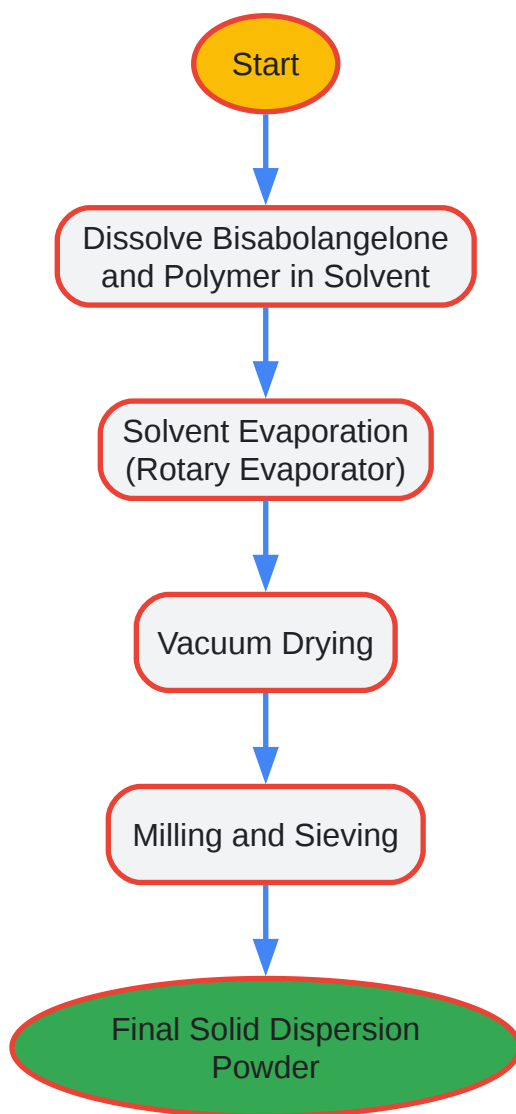 Start
Dissolve Bisabolangelone
and Polymer in Solvent
Solvent Evaporation
(Rotary Evaporator)
Vacuum Drying
Milling and Sieving
Final Solid Dispersion
Powder